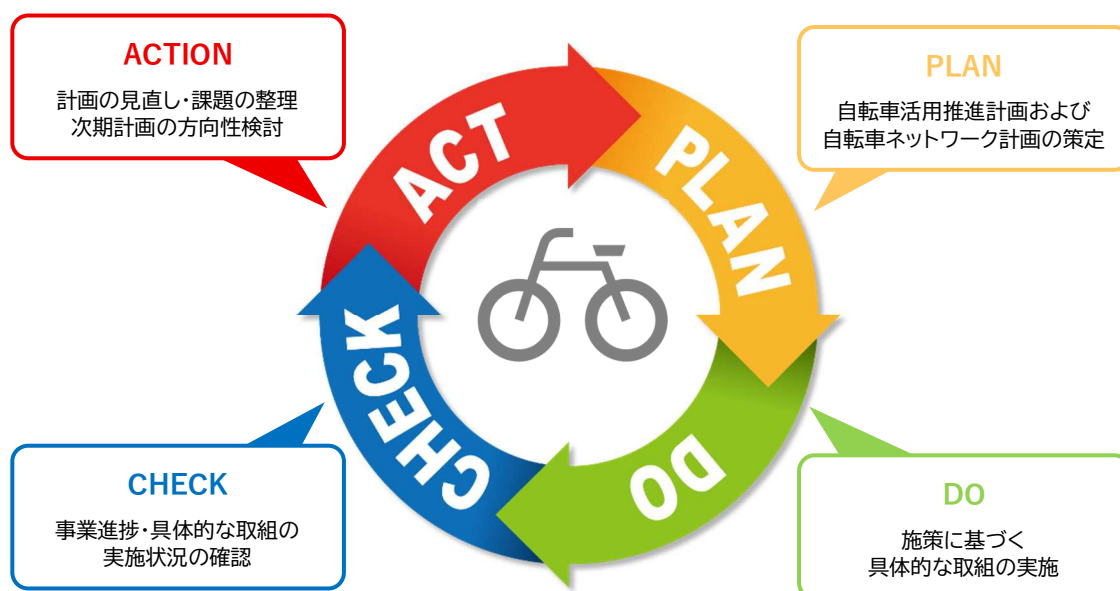 ACTION
計画の見直し・課題の整理
次期計画の方向性検討
PLAN
自転車活用推進計画および
自転車ネットワーク計画の策定
ACT
PLAN
DO
CHECK
CHECK
事業進捗・具体的な取組の
実施状況の確認
DO
施策に基づく
具体的な取組の実施